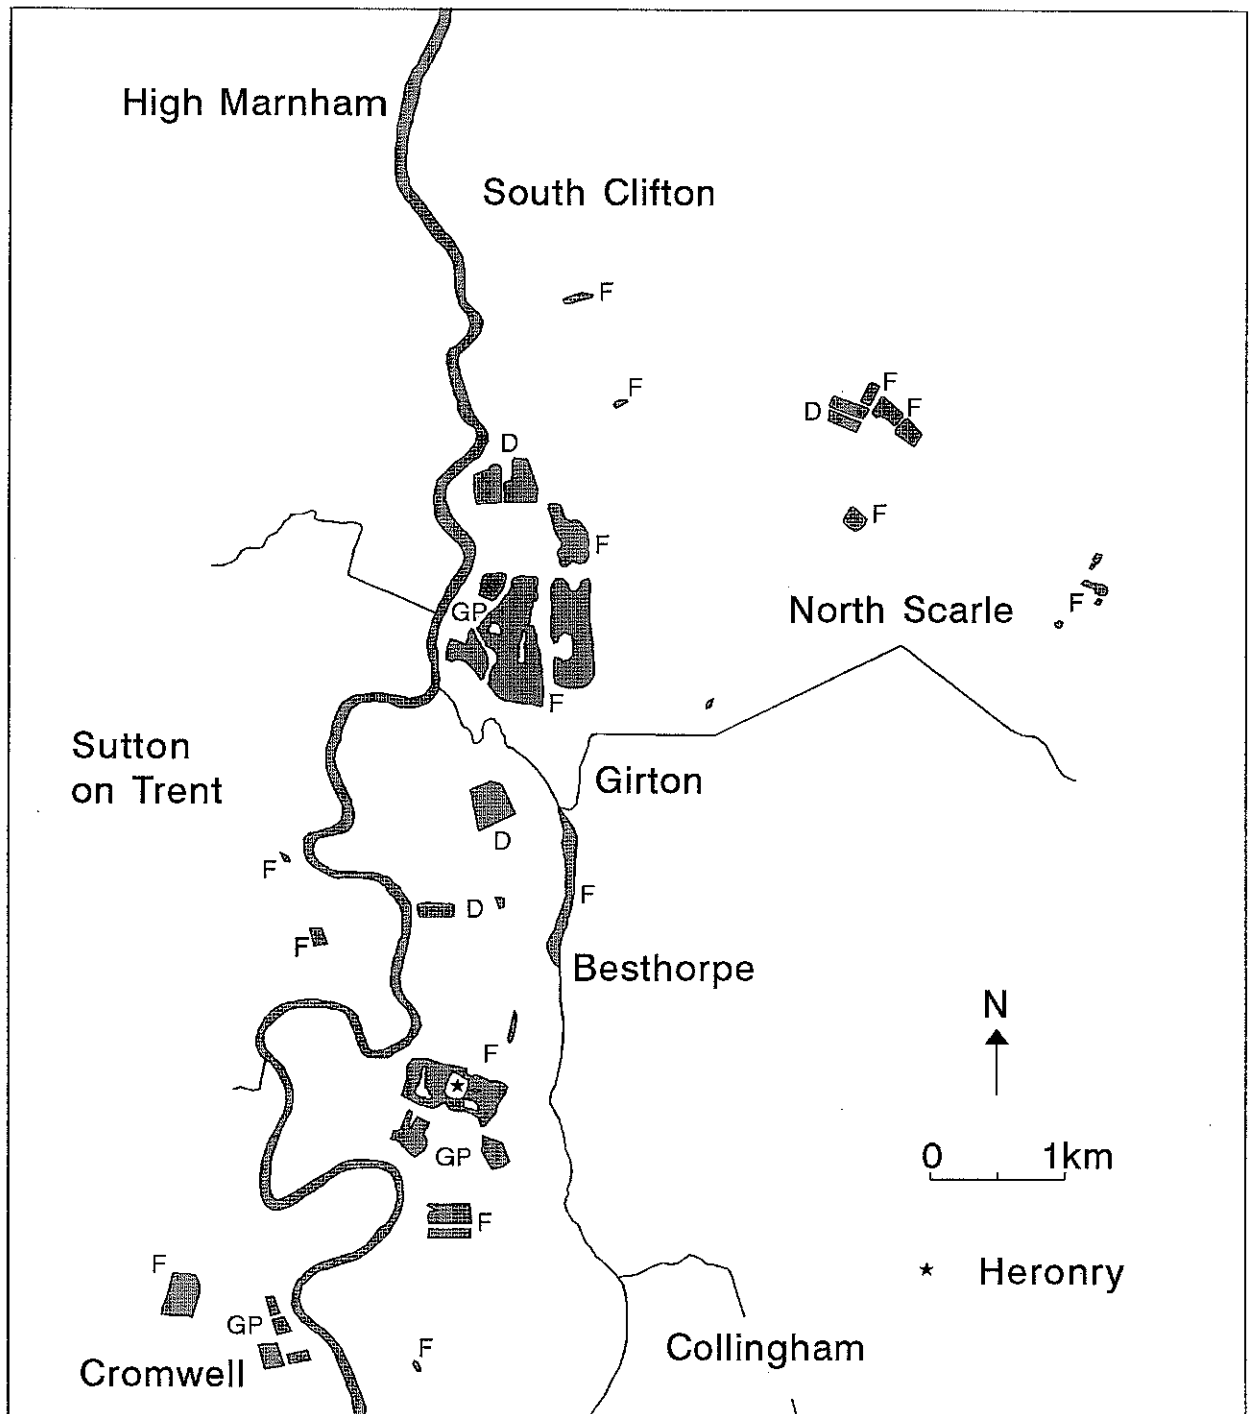 High Marnham
South Clifton
F
F
F
D
F
D
F
F
GP
North Scarle
F
F
Sutton
on Trent
Girton
D
F
F
D
F
Besthorpe
N
F
GP
0 1km
F
F
★ Heronry
GP
F
Collingham
Cromwell